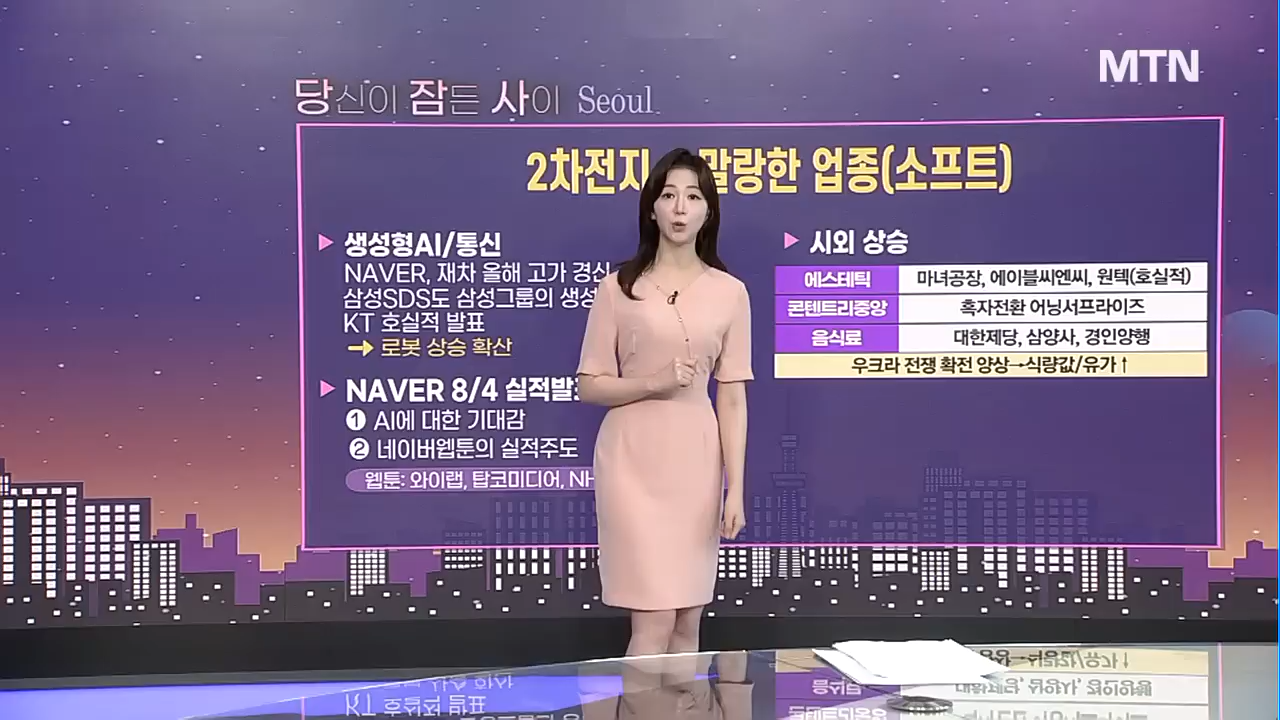 MTN
당신이 잠든 사이 Seoul
2차전지 말랑한 업종(소프트)
생성형AI/통신
NAVER, 재차 올해 고가 경신
삼성SDS도 삼성그룹의 생성
KT 호실적 발표
→ 로봇 상승 확산
NAVER 8/4 실적발표
① AI에 대한 기대감
② 네이버웹툰의 실적주도
웹툰: 와이랩, 탑코미디어, NH
시외 상승
에스테틱 마녀공장, 에이블씨엔씨, 원텍(호실적)
콘텐트리중앙 흑자전환 어닝서프라이즈
음식료 대한제당, 삼양사, 경인양행
우크라 전쟁 확전 양상→식량값/유가↑